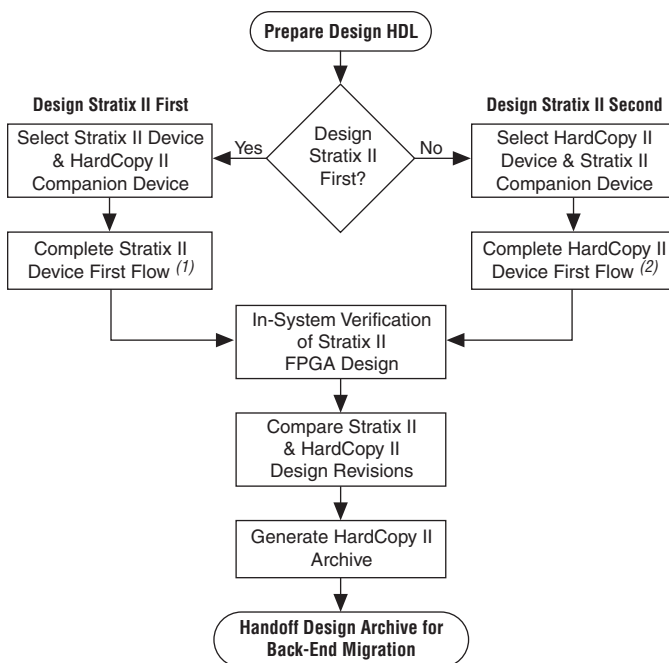 Prepare Design HDL
Design Stratix II First
Select Stratix II Device
& HardCopy II
Companion Device
Yes
Design
Stratix II
First?
No
Design Stratix II Second
Select HardCopy II
Device & Stratix II
Companion Device
Complete Stratix II
Device First Flow (1)
Complete HardCopy II
Device First Flow (2)
In-System Verification
of Stratix II
FPGA Design
Compare Stratix II
& HardCopy II
Design Revisions
Generate HardCopy II
Archive
Handoff Design Archive for
Back-End Migration